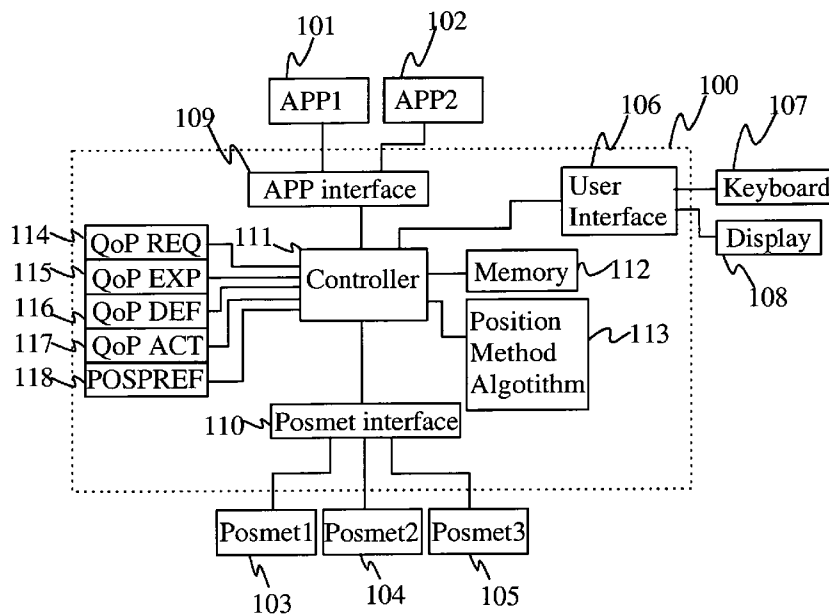 101
102
APP1
APP2
109
106
100
107
APP interface
User
Interface
Keyboard
114
QoP REQ
111
115
QoP EXP
Controller
Memory
112
Display
108
116
QoP DEF
117
QoP ACT
Position
Method
Algotithm
113
118
POSPREF
110
Posmet interface
Posmet1
Posmet2
Posmet3
103
104
105